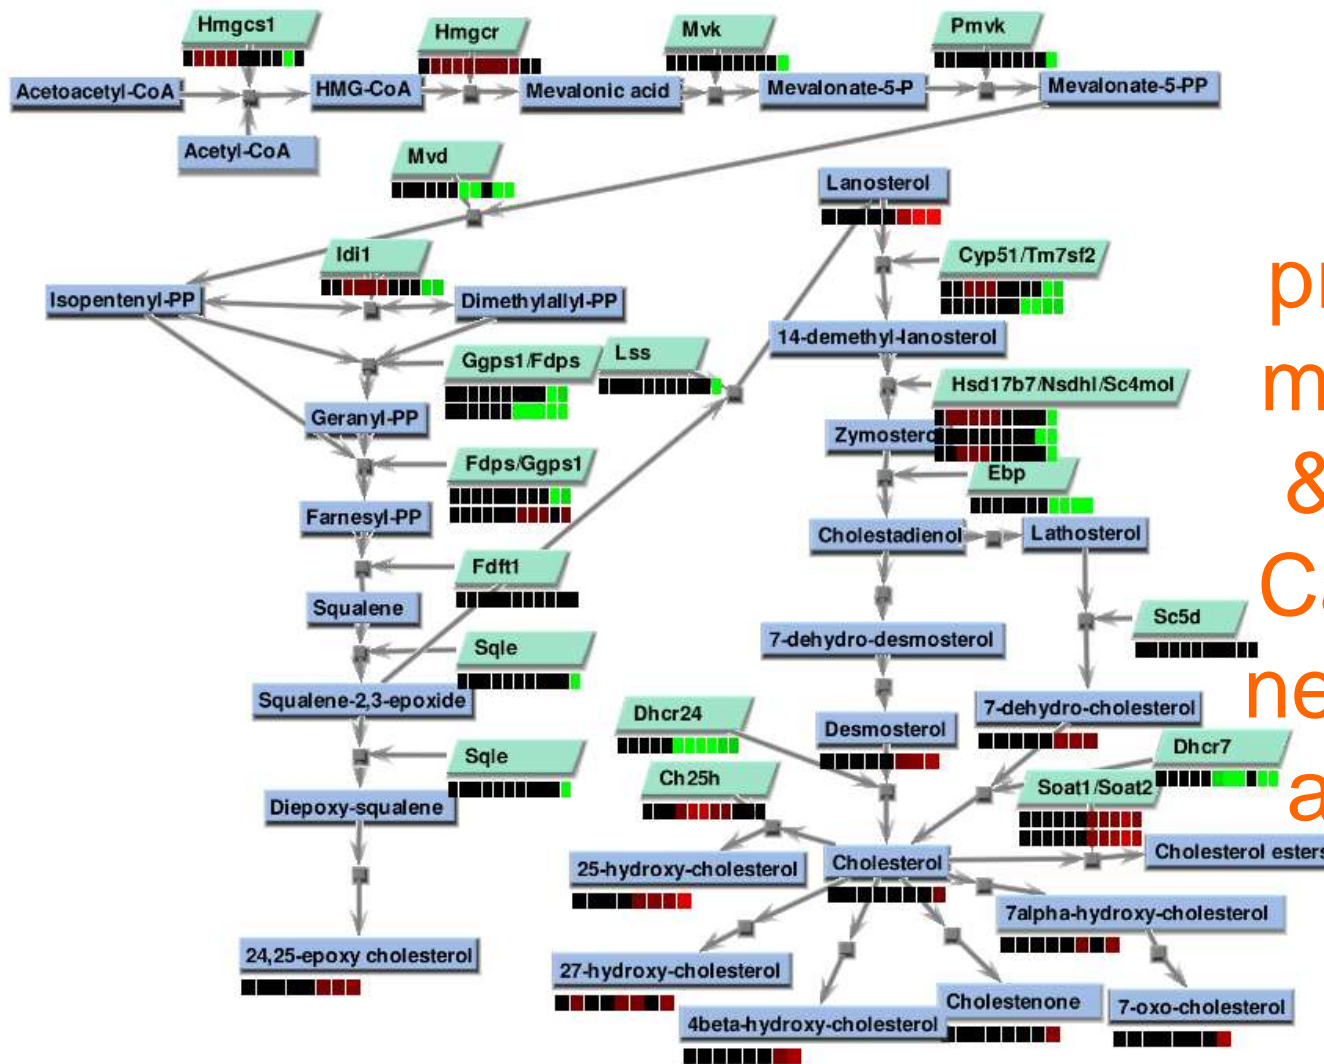 Hmgcs1
Hmgcr
Mvk
Pmvk
Acetoacetyl-CoA
HMG-CoA
Mevalonic acid
Mevalonate-5-P
Mevalonate-5-PP
Acetyl-CoA
Mvd
Lanosterol
Idi1
Cyp51/Tm7sf2
Isopentenyl-PP
Dimethylallyl-PP
14-demethyl-lanosterol
Ggps1/Fdps
Lss
Hsd17b7/Nsdhl/Sc4mol
Geranyl-PP
Zymosterc
Fdps/Ggps1
Ebp
Farnesyl-PP
Cholestadienol
Lathosterol
Fdft1
Squalene
Sc5d
Sqle
7-dehydro-desmosterol
Squalene-2,3-epoxide
Dhcr24
Desmosterol
7-dehydro-cholesterol
Sqle
Ch25h
Dhcr7
Soat1/Soat2
Diepoxy-squalene
25-hydroxy-cholesterol
Cholesterol
Cholesterol esters
7alpha-hydroxy-cholesterol
24,25-epoxy cholesterol
27-hydroxy-cholesterol
Cholestenone
7-oxo-cholesterol
4beta-hydroxy-cholesterol
&